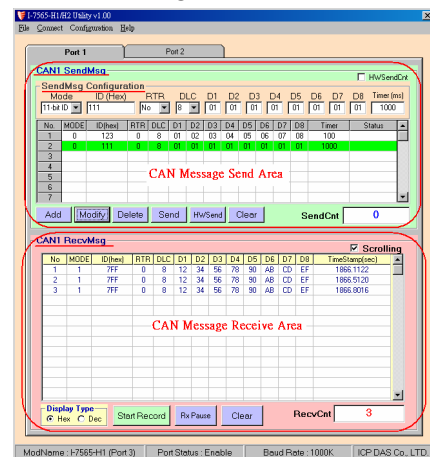 I-7565-H1/H2 Utility v1.00
File Connect Configuration Help
Port 1 Port 2
CAN1 SendMsg
HWSendCnt
SendMsg Configuration
Mode ID (Hex) RTR DLC D1 D2 D3 D4 D5 D6 D7 D8 Timer (ms)
11-bit ID 111 No 8 01 01 01 01 01 01 01 01 1000
No MODE ID(hex) RTR DLC D1 D2 D3 D4 D5 D6 D7 D8 Timer Status
1 0 123 0 8 01 02 03 04 05 06 07 08 100
2 0 111 0 8 01 01 01 01 01 01 01 01 1000
3
4
5
6
7
CAN Message Send Area
Add Modify Delete Send HWSend Clear SendCnt 0
CAN1 RecvMsg
Scrolling
No MODE ID(hex) RTR DLC D1 D2 D3 D4 D5 D6 D7 D8 TimeStamp(sec)
1 1 7FF 0 8 12 34 56 78 90 AB CD EF 1866.1122
2 1 7FF 0 8 12 34 56 78 90 AB CD EF 1866.5120
3 1 7FF 0 8 12 34 56 78 90 AB CD EF 1866.8016
CAN Message Receive Area
Display Type
Hex Dec Start Record Rx Pause Clear RecvCnt 3
ModName : I-7565-H1 (Port 3) Port Status : Enable Baud Rate : 1000K ICP DAS Co., LTD